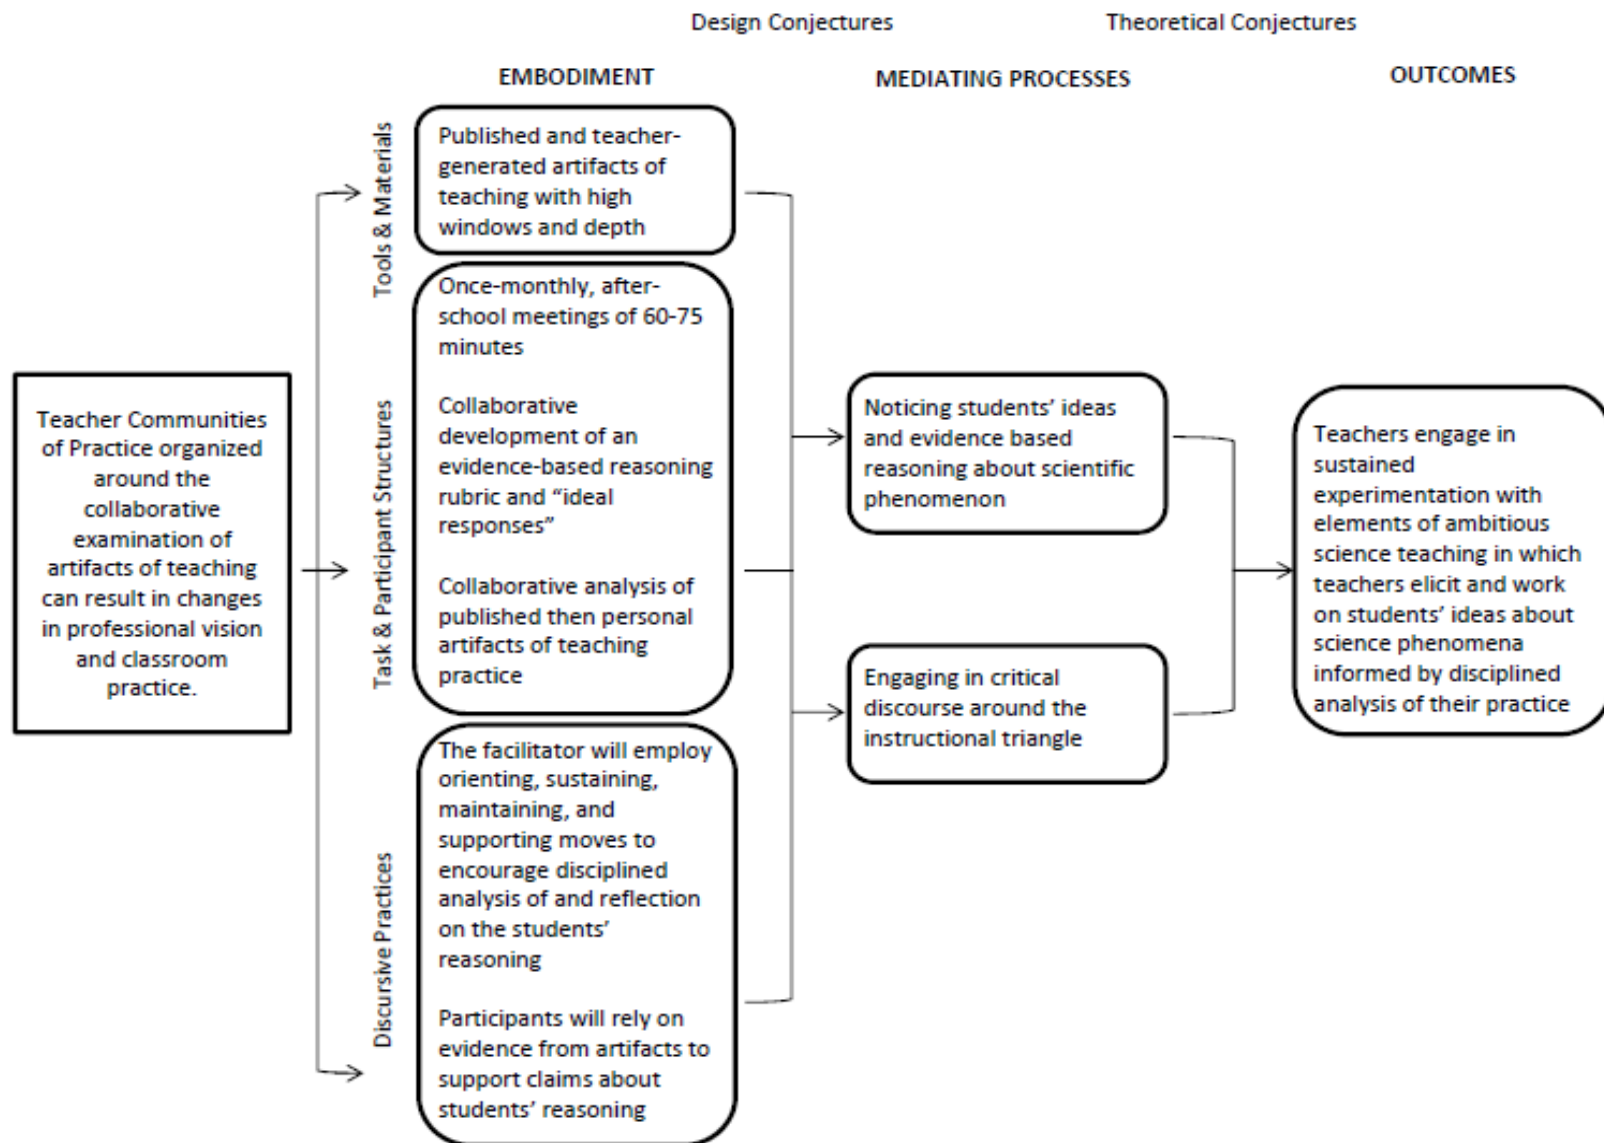 Design Conjectures
Theoretical Conjectures
EMBODIMENT
MEDIATING PROCESSES
OUTCOMES
Teacher Communities
of Practice organized
around the
collaborative
examination of
artifacts of teaching
can result in changes
in professional vision
and classroom
practice.
Tools & Materials
Published and teacher-
generated artifacts of
teaching with high
windows and depth
Task & Participant Structures
Once-monthly, after-
school meetings of 60-75
minutes
Collaborative
development of an
evidence-based reasoning
rubric and “ideal
responses”
Collaborative analysis of
published then personal
artifacts of teaching
practice
Discursive Practices
The facilitator will employ
orienting, sustaining,
maintaining, and
supporting moves to
encourage disciplined
analysis of and reflection
on the students’
reasoning
Participants will rely on
evidence from artifacts to
support claims about
students’ reasoning
Noticing students’ ideas
and evidence based
reasoning about scientific
phenomenon
Engaging in critical
discourse around the
instructional triangle
Teachers engage in
sustained
experimentation with
elements of ambitious
science teaching in which
teachers elicit and work
on students’ ideas about
science phenomena
informed by disciplined
analysis of their practice